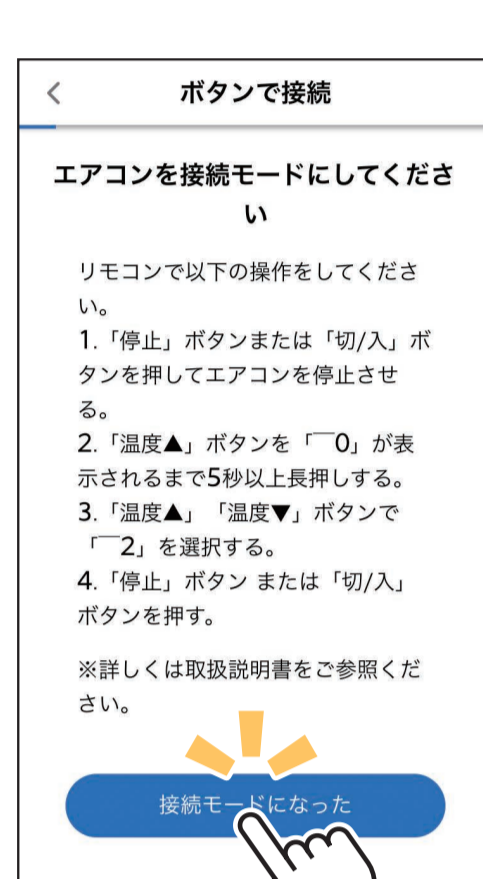 ボタンで接続
エアコンを接続モードにしてくださ
い
リモコンで以下の操作をしてくださ
い。
1.「停止」ボタンまたは「切/入」ボ
タンを押してエアコンを停止させ
る。
2.「温度▲」ボタンを「￣0」が表
示されるまで5秒以上長押しする。
3.「温度▲」「温度▼」ボタンで
「￣2」を選択する。
4.「停止」ボタン または「切/入」
ボタンを押す。
※詳しくは取扱説明書をご参照くだ
さい。
接続モードになった